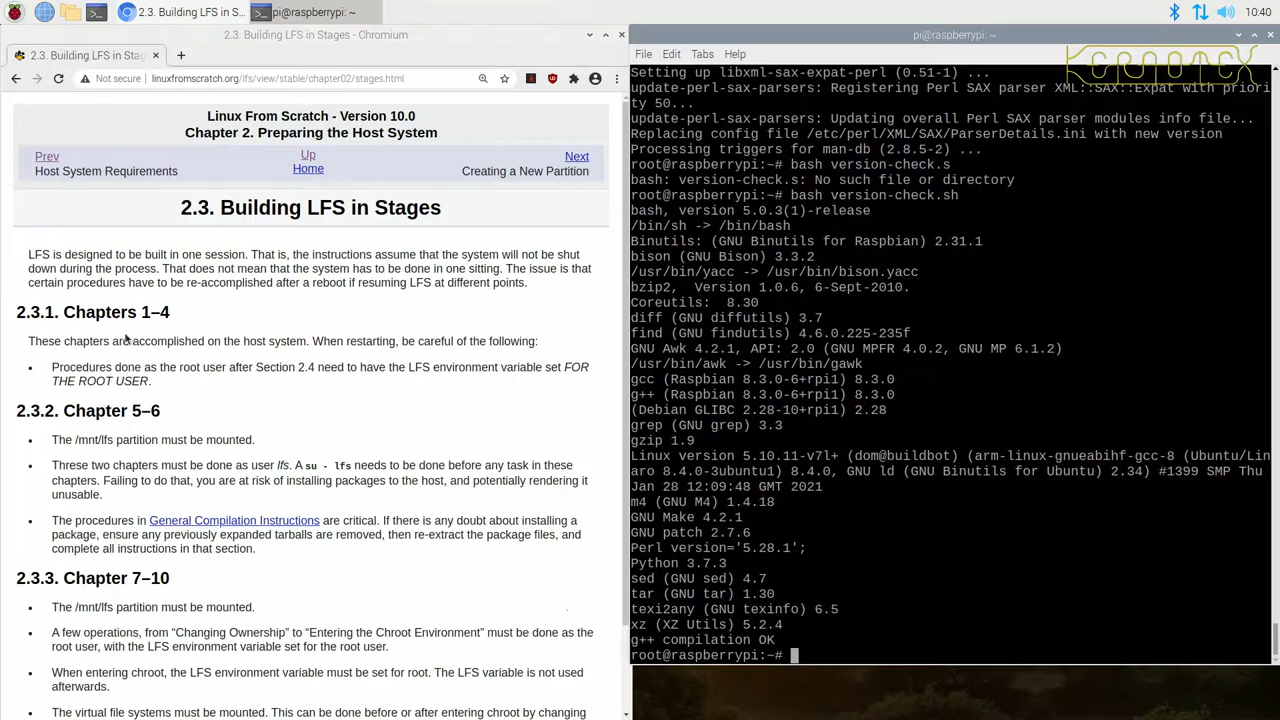 2.3. Building LFS in S...
pi@raspberrypi: ~
10:40
2.3. Building LFS in Stages - Chromium
2.3. Building LFS in Stag
Not secure
linuxfromscratch.org/lfs/view/stable/chapter02/stages.html
Linux From Scratch - Version 10.0
Chapter 2. Preparing the Host System
Prev
Up
Next
Host System Requirements
Home
Creating a New Partition
2.3. Building LFS in Stages
LFS is designed to be built in one session. That is, the instructions assume that the system will not be shut
down during the process. That does not mean that the system has to be done in one sitting. The issue is that
certain procedures have to be re-accomplished after a reboot if resuming LFS at different points.
2.3.1. Chapters 1–4
These chapters are accomplished on the host system. When restarting, be careful of the following:
• Procedures done as the root user after Section 2.4 need to have the LFS environment variable set FOR
THE ROOT USER.
2.3.2. Chapter 5–6
• The /mnt/lfs partition must be mounted.
• Threse two chapters must be done as user lfs. A su - lfs needs to be done before any task in these
chapters. Failing to do that, you are at risk of installing packages to the host, and potentially rendering it
unusable.
• The procedures in General Compilation Instructions are critical. If there is any doubt about installing a
package, ensure any previously expanded tarballs are removed, then re-extract the package files, and
complete all instructions in that section.
2.3.3. Chapter 7–10
• The /mnt/lfs partition must be mounted.
• A few operations, from “Changing Ownership” to “Entering the Chroot Environment” must be done as the
root user, with the LFS environment variable set for the root user.
• When entering chroot, the LFS environment variable must be set for root. The LFS variable is not used
afterwards.
• The virtual file systems must be mounted. This can be done before or after entering chroot by changing
pi@raspberrypi: ~
File Edit Tabs Help
Setting up libxml-sax-expat-perl (0.51-1) ...
update-perl-sax-parsers: Registering Perl SAX parser XML::SAX::Expat with priori
ty 50...
update-perl-sax-parsers: Updating overall Perl SAX parser modules info file...
Replacing config file /etc/perl/XML/SAX/ParserDetails.ini with new version
Processing triggers for man-db (2.8.5-2) ...
root@raspberrypi:~# bash version-check.s
bash: version-check.s: No such file or directory
root@raspberrypi:~# bash version-check.sh
bash, version 5.0.3(1)-release
/bin/sh -> /bin/bash
Binutils: (GNU Binutils for Raspbian) 2.31.1
bison (GNU Bison) 3.3.2
/usr/bin/yacc -> /usr/bin/bison.yacc
bzip2,  Version 1.0.6, 6-Sept-2010.
Coreutils:  8.30
diff (GNU diffutils) 3.7
find (GNU findutils) 4.6.0.225-235f
GNU Awk 4.2.1, API: 2.0 (GNU MPFR 4.0.2, GNU MP 6.1.2)
/usr/bin/awk -> /usr/bin/gawk
gcc (Raspbian 8.3.0-6+rpi1) 8.3.0
g++ (Raspbian 8.3.0-6+rpi1) 8.3.0
(Debian GLIBC 2.28-10+rpi1) 2.28
grep (GNU grep) 3.3
gzip 1.9
Linux version 5.10.11-v7l+ (dom@buildbot) (arm-linux-gnueabihf-gcc-8 (Ubuntu/Lin
aro 8.4.0-3ubuntu1) 8.4.0, GNU ld (GNU Binutils for Ubuntu) 2.34) #1399 SMP Thu
Jan 28 12:09:48 GMT 2021
m4 (GNU M4) 1.4.18
GNU Make 4.2.1
GNU patch 2.7.6
Perl version='5.28.1';
Python 3.7.3
sed (GNU sed) 4.7
tar (GNU tar) 1.30
texi2any (GNU texinfo) 6.5
xz (XZ Utils) 5.2.4
g++ compilation OK
root@raspberrypi:~#